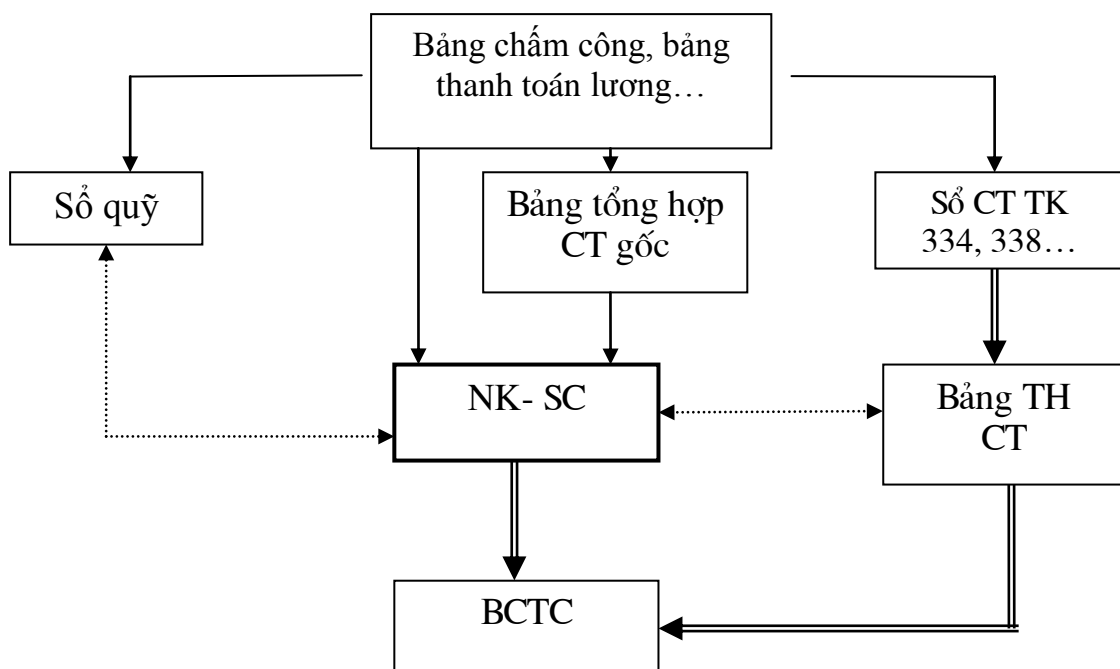 Bảng chấm công, bảng
thanh toán lương…
Sổ quỹ
Bảng tổng hợp
CT gốc
Sổ CT TK
334, 338…
NK- SC
Bảng TH
CT
BCTC